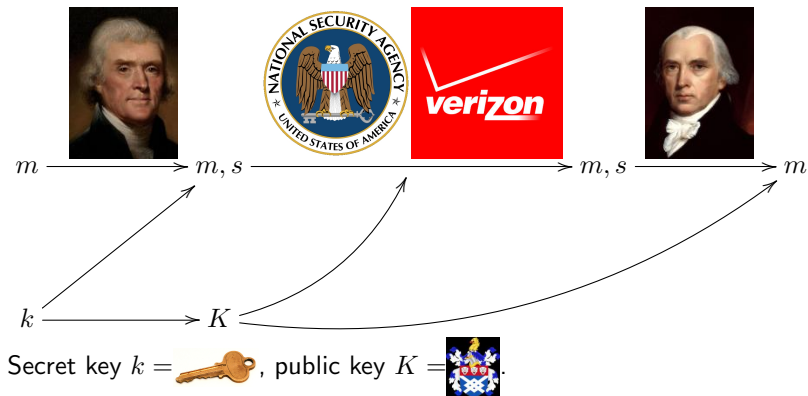 NATIONAL SECURITY AGENCY
UNITED STATES OF AMERICA
verizon
m m, s m, s m
k K
Secret key k = , public key K = .